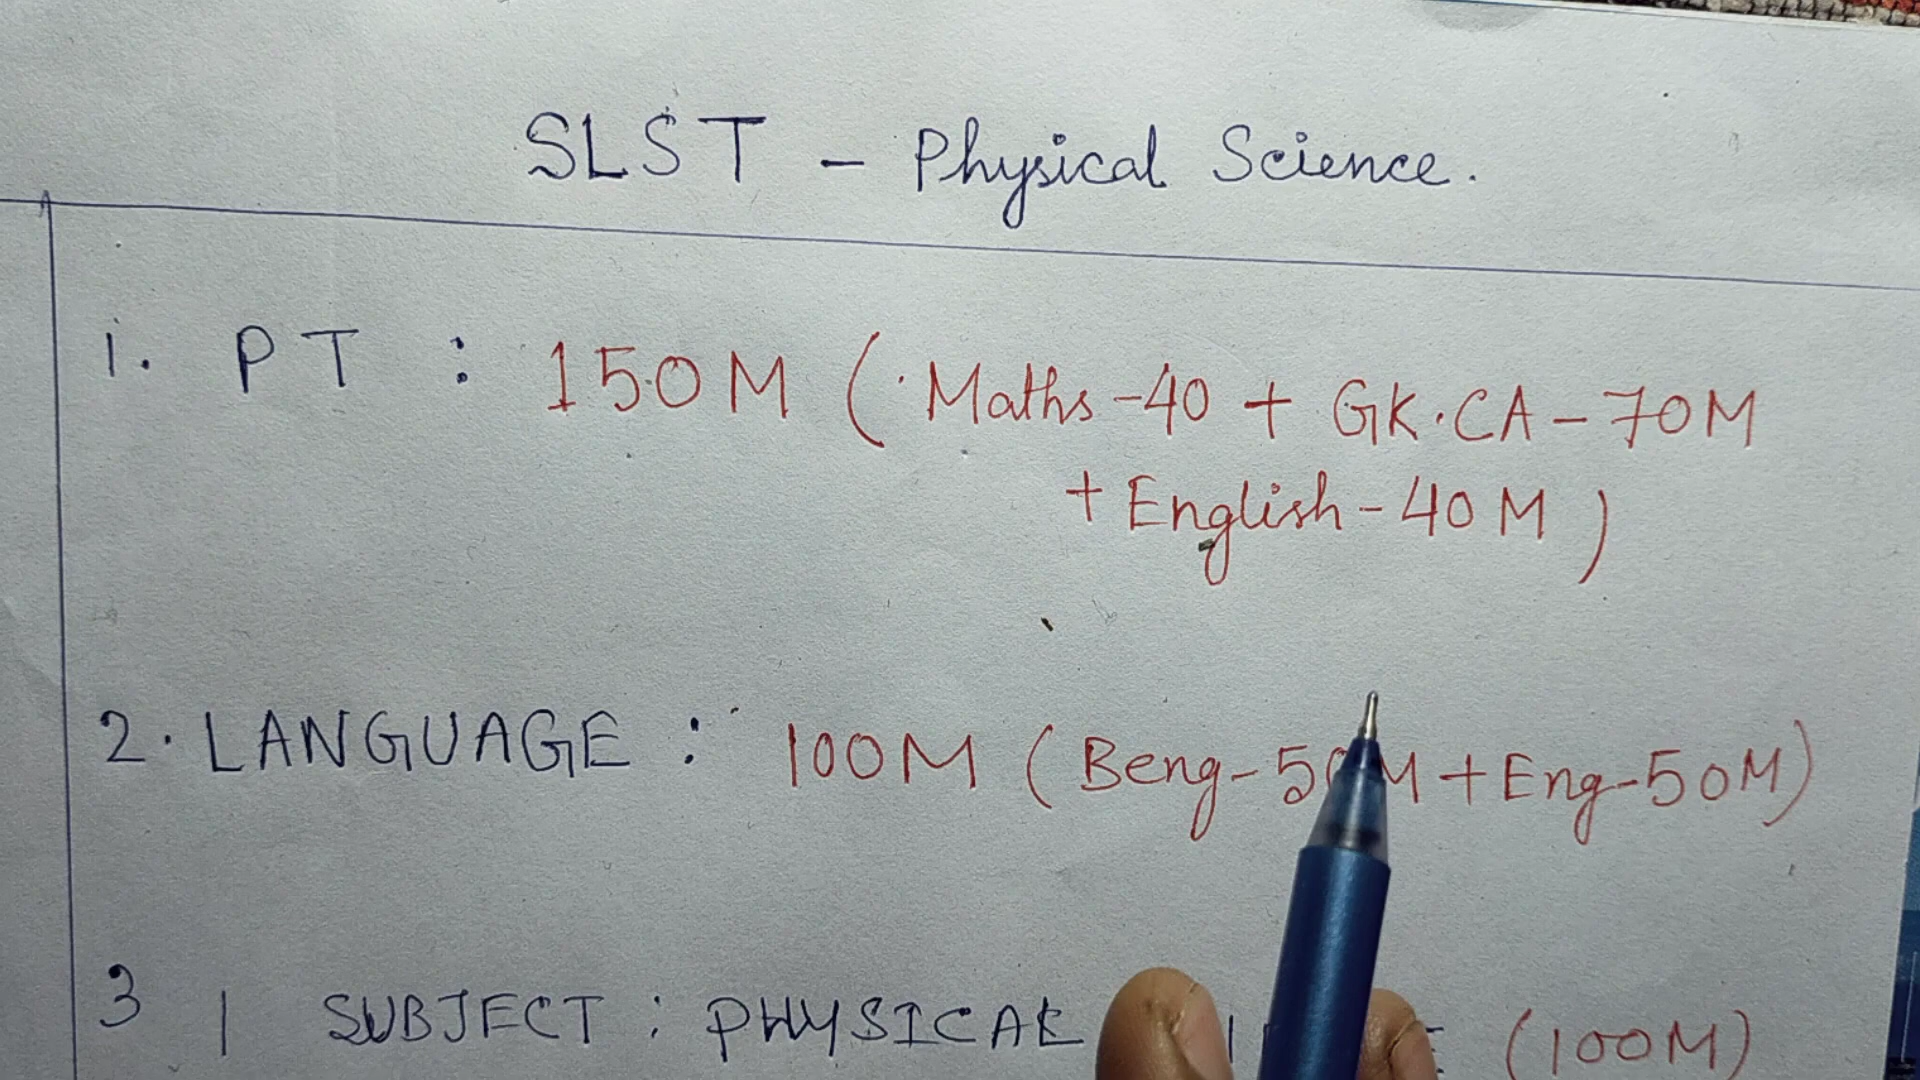 SLST - Physical Science.
1. PT : 150M (Maths-40 + GK.CA-70M
+ English-40M)
2. LANGUAGE : 100M (Beng-50M+Eng-50M)
3 | SUBJECT : PHYSICAL (100M)